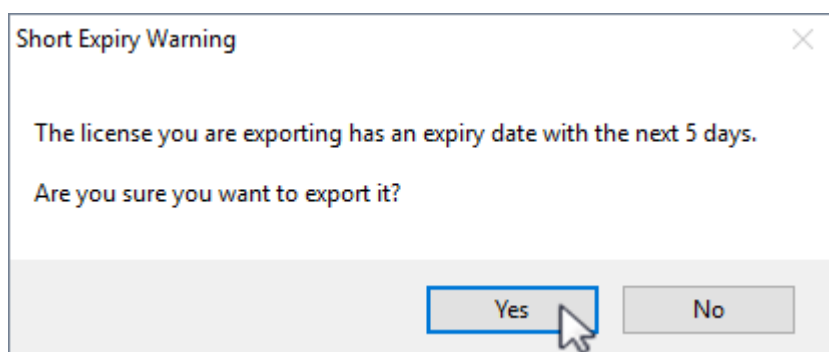 Short Expiry Warning
The license you are exporting has an expiry date with the next 5 days.
Are you sure you want to export it?
Yes
No